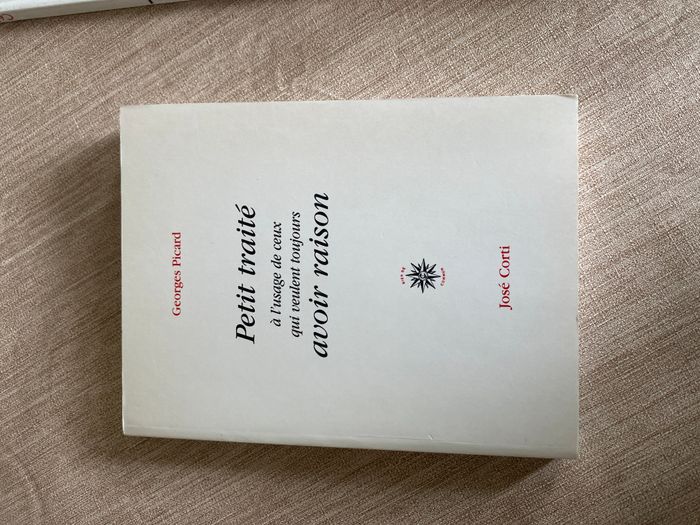 Georges Picard
Petit traité
à l'usage de ceux
qui veulent toujours
avoir raison
José Corti